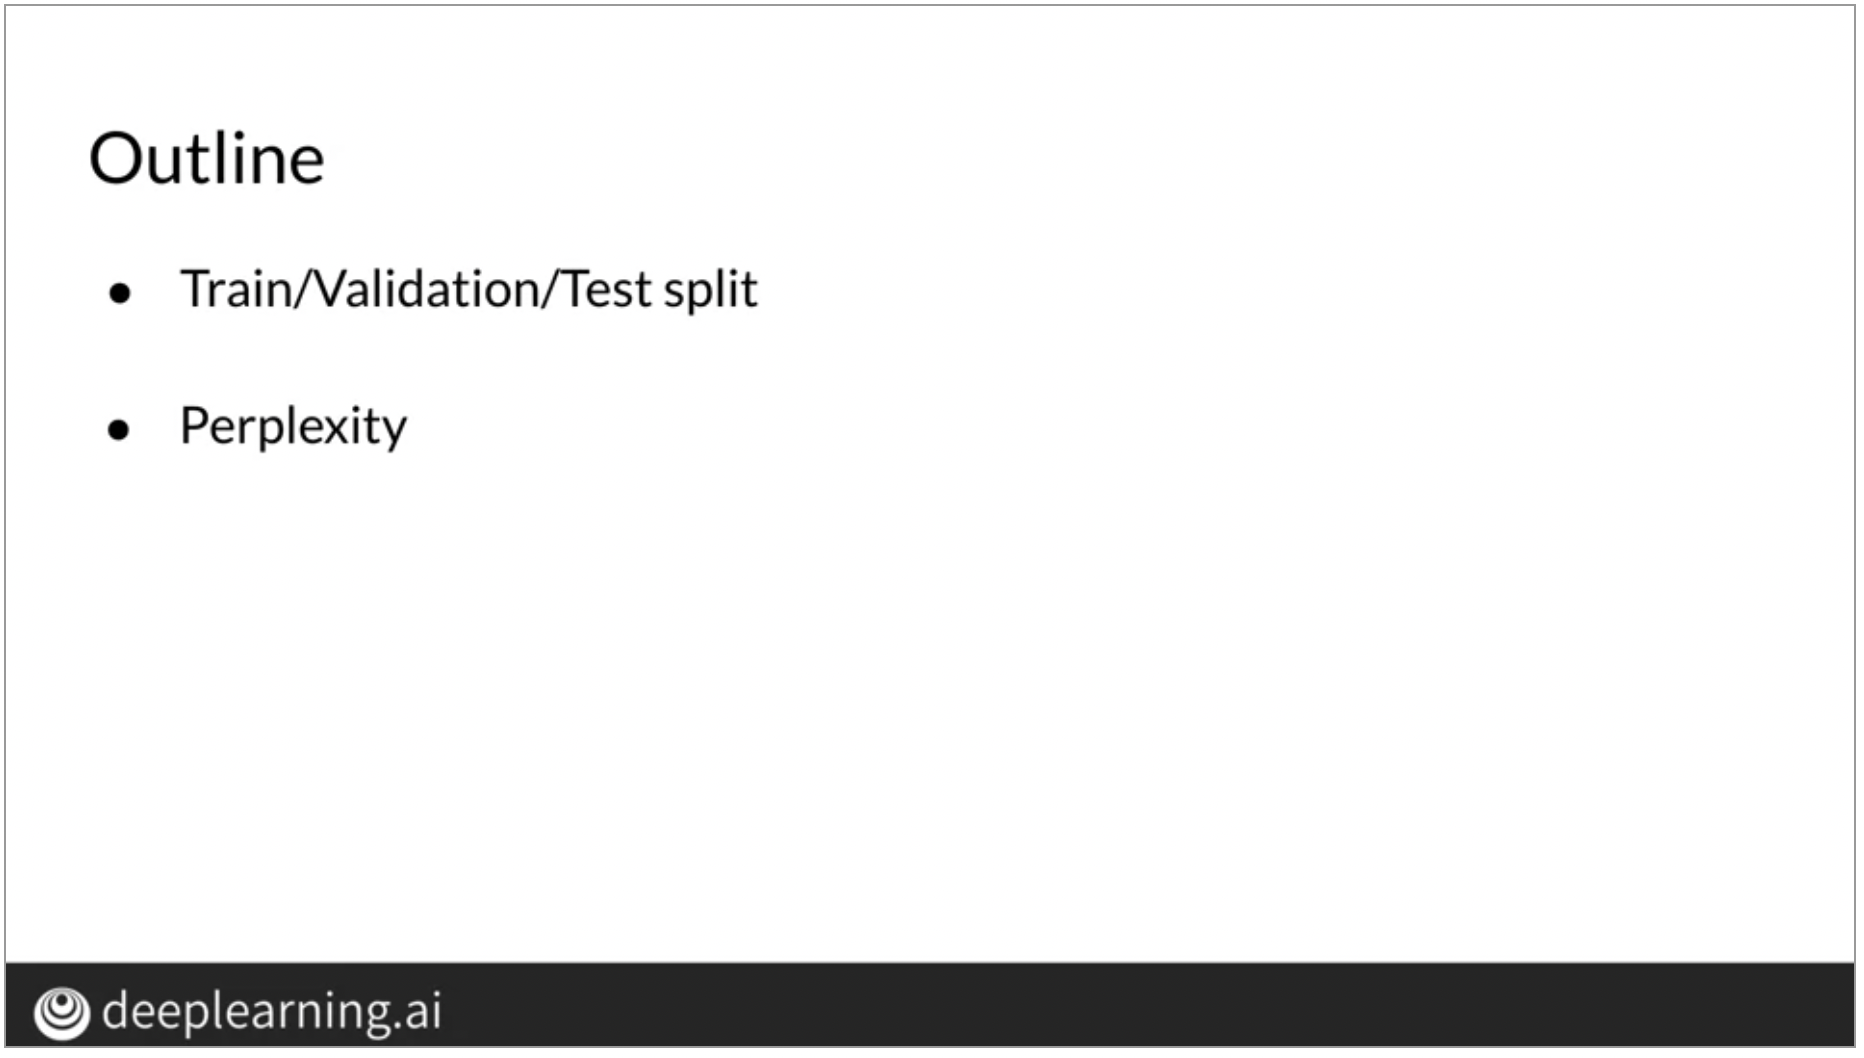 Outline
● Train/Validation/Test split
● Perplexity
deeplearning.ai